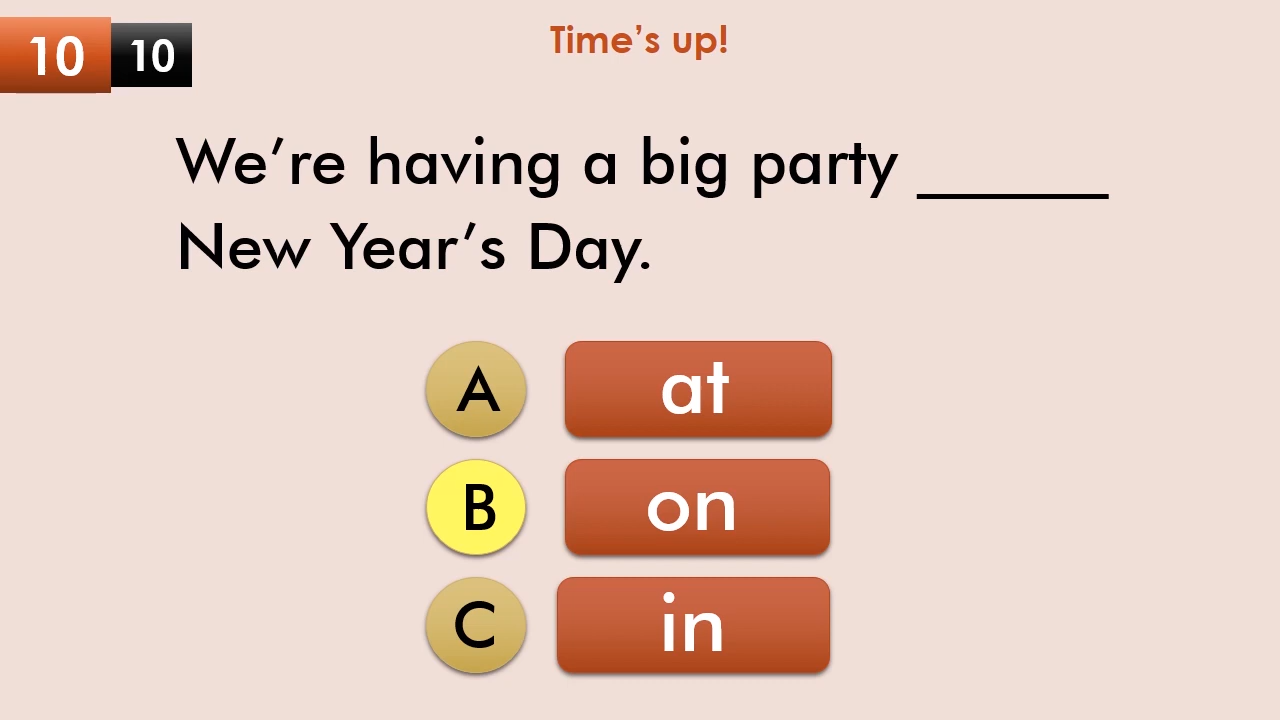 10 10
Time’s up!
We’re having a big party ______
New Year’s Day.
A at
B on
C in